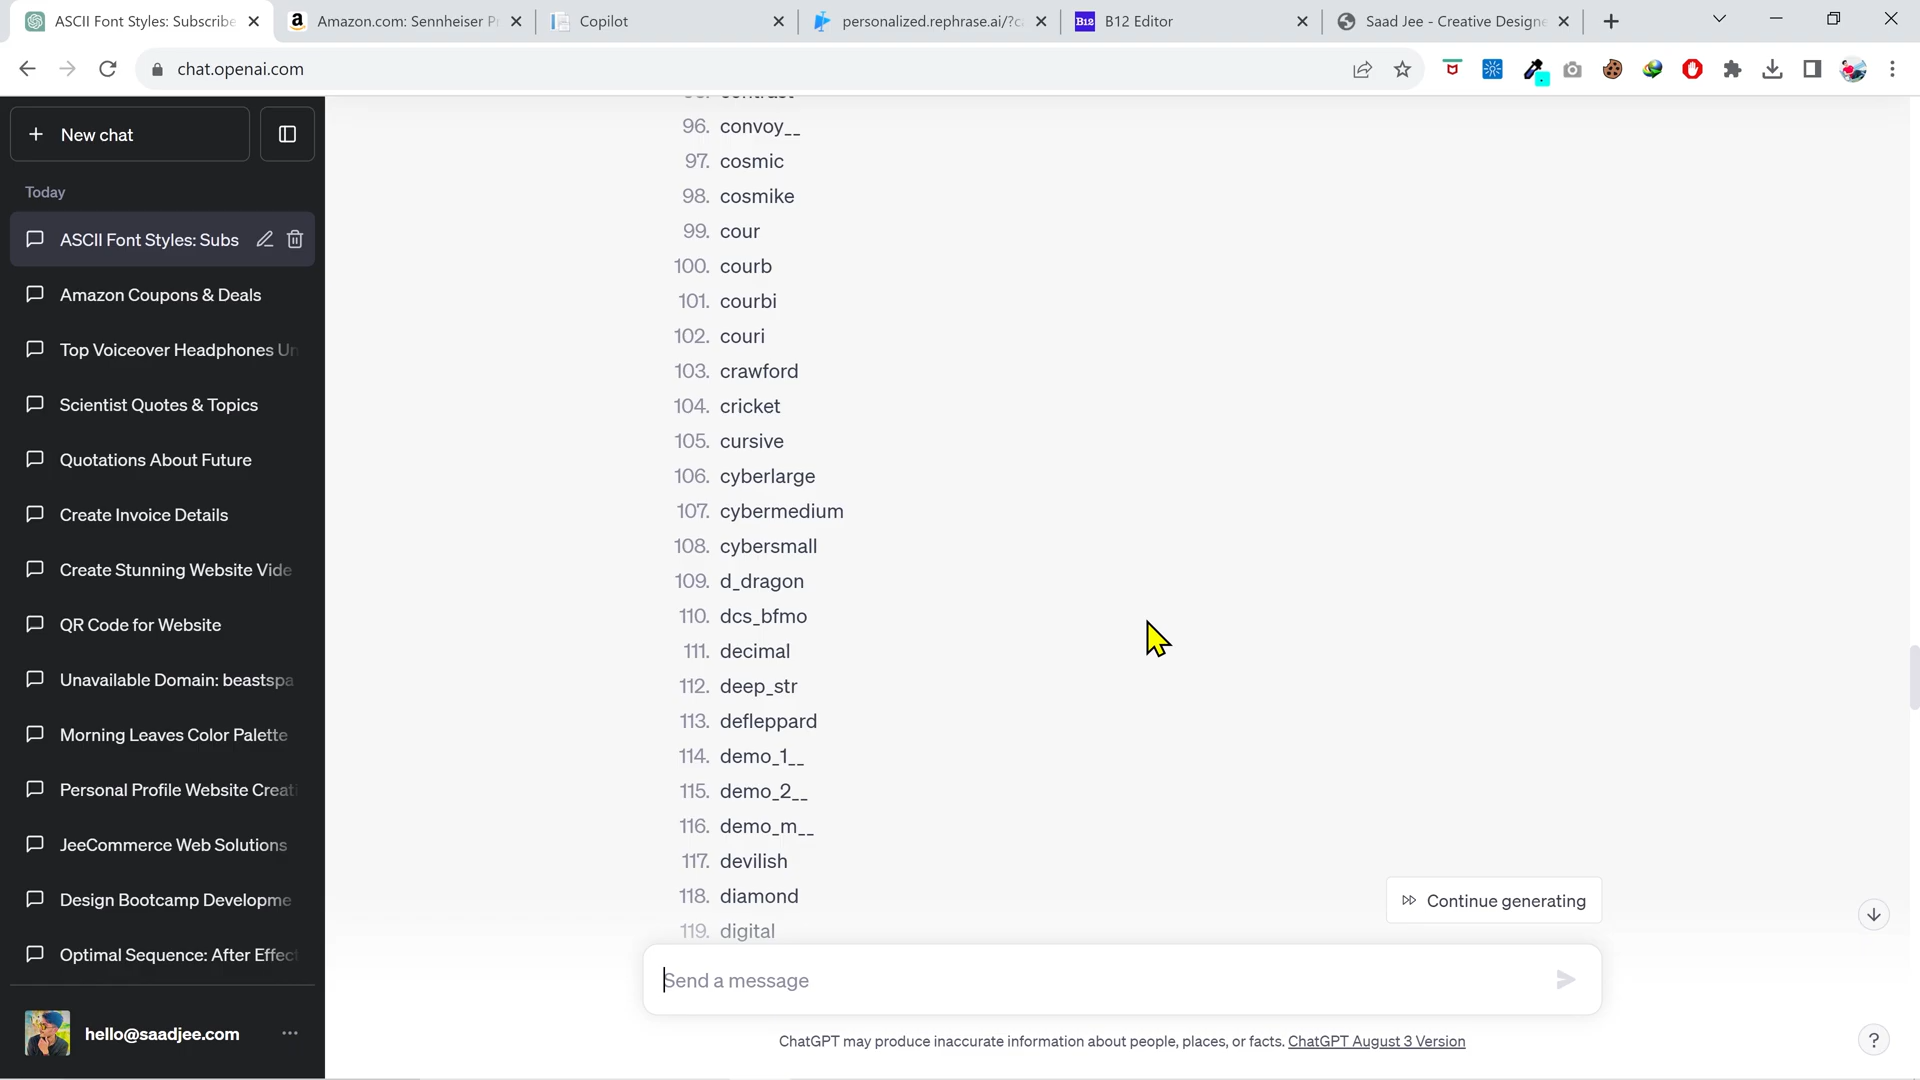 ASCII Font Styles: Subscribe
Amazon.com: Sennheiser Pr
Copilot
personalized.rephrase.ai/?ca
B12
B12 Editor
Saad Jee - Creative Designe
chat.openai.com
New chat
Today
ASCII Font Styles: Subs
Amazon Coupons & Deals
Top Voiceover Headphones Un
Scientist Quotes & Topics
Quotations About Future
Create Invoice Details
Create Stunning Website Vide
QR Code for Website
Unavailable Domain: beastspa
Morning Leaves Color Palette
Personal Profile Website Creati
JeeCommerce Web Solutions
Design Bootcamp Developme
Optimal Sequence: After Effect
hello@saadjee.com
96. convoy__
97. cosmic
98. cosmike
99. cour
100. courb
101. courbi
102. couri
103. crawford
104. cricket
105. cursive
106. cyberlarge
107. cybermedium
108. cybersmall
109. d_dragon
110. dcs_bfmo
111. decimal
112. deep_str
113. defleppard
114. demo_1__
115. demo_2__
116. demo_m__
117. devilish
118. diamond
119. digital
Continue generating
Send a message
ChatGPT may produce inaccurate information about people, places, or facts. ChatGPT August 3 Version
?